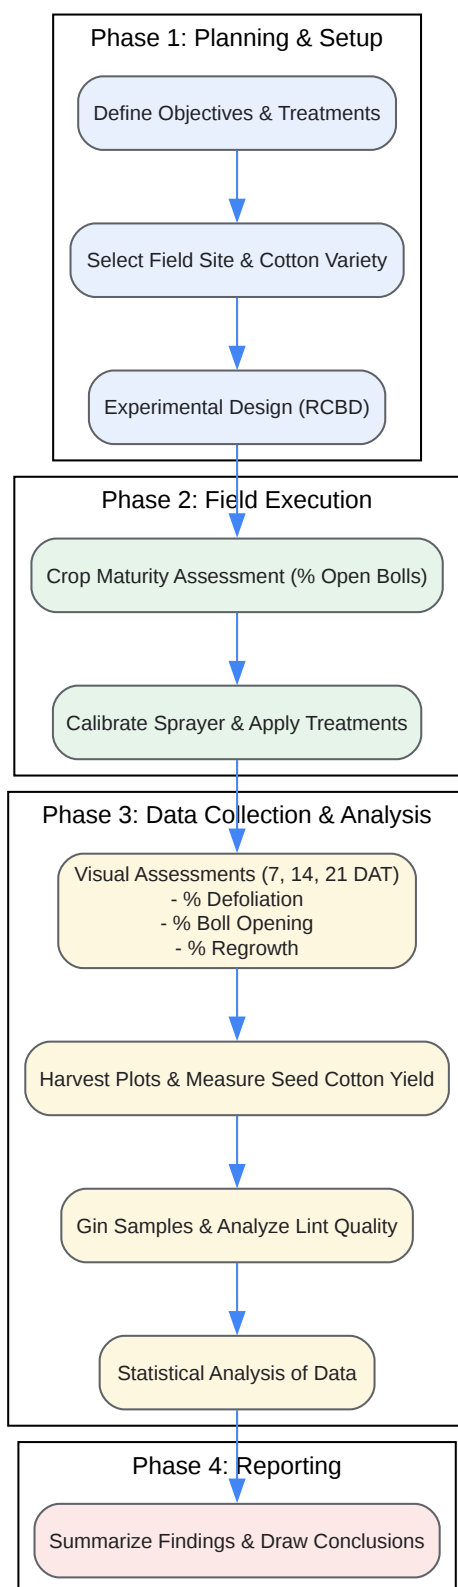 Phase 1: Planning & Setup
Define Objectives & Treatments
Select Field Site & Cotton Variety
Experimental Design (RCBD)
Phase 2: Field Execution
Crop Maturity Assessment (% Open Bolls)
Calibrate Sprayer & Apply Treatments
Phase 3: Data Collection & Analysis
Visual Assessments (7, 14, 21 DAT)
- % Defoliation
- % Boll Opening
- % Regrowth
Harvest Plots & Measure Seed Cotton Yield
Gin Samples & Analyze Lint Quality
Statistical Analysis of Data
Phase 4: Reporting
Summarize Findings & Draw Conclusions